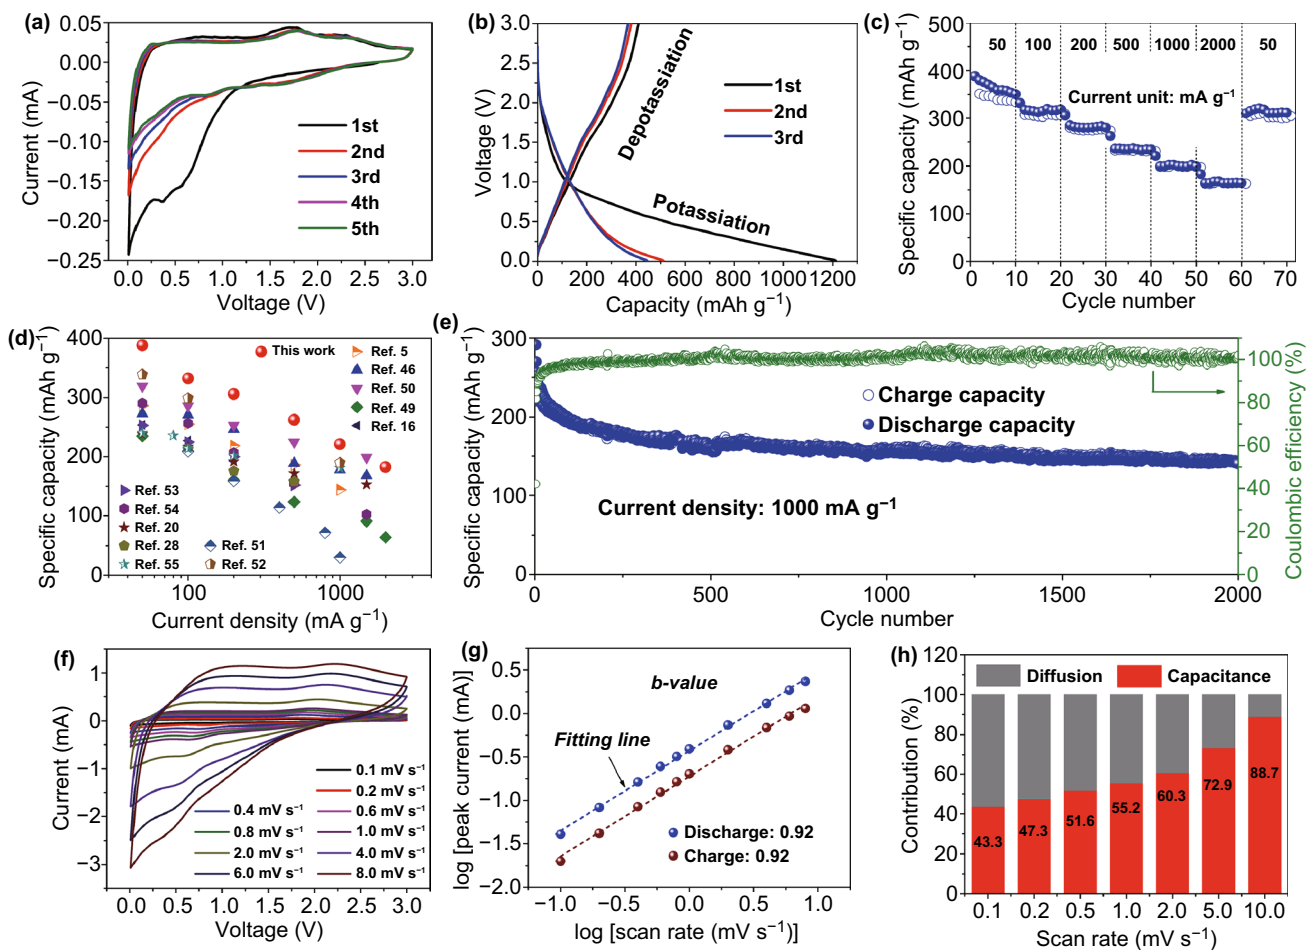 (a)
0.05
0.00
−0.05
−0.10
−0.15
−0.20
−0.25
Current (mA)
1st
2nd
3rd
4th
5th
0.0 0.5 1.0 1.5 2.0 2.5 3.0
Voltage (V)
(b)
3.0
2.5
2.0
1.5
1.0
0.5
0.0
Voltage (V)
1st
2nd
3rd
Depotassiation
Potassiation
0 200 400 600 800 1000 1200
Capacity (mAh g−1)
(c)
500
400
300
200
100
0
Specific capacity (mAh g−1)
50 100 200 500 1000 2000 50
Current unit: mA g−1
0 10 20 30 40 50 60 70
Cycle number
(d)
400
300
200
100
0
Specific capacity (mAh g−1)
This work
Ref. 5
Ref. 46
Ref. 50
Ref. 49
Ref. 16
Ref. 53
Ref. 54
Ref. 20
Ref. 28
Ref. 55
Ref. 51
Ref. 52
100 1000
Current density (mA g−1)
(e)
300
200
100
0
Specific capacity (mAh g−1)
Charge capacity
Discharge capacity
Current density: 1000 mA g−1
100
80
60
40
20
0
Coulombic efficiency (%)
0 500 1000 1500 2000
Cycle number
(f)
1
0
−1
−2
−3
Current (mA)
0.1 mV s−1
0.2 mV s−1
0.4 mV s−1
0.6 mV s−1
0.8 mV s−1
1.0 mV s−1
2.0 mV s−1
4.0 mV s−1
6.0 mV s−1
8.0 mV s−1
0.0 0.5 1.0 1.5 2.0 2.5 3.0
Voltage (V)
(g)
0.5
0.0
−0.5
−1.0
−1.5
−2.0
log [peak current (mA)]
b-value
Fitting line
Discharge: 0.92
Charge: 0.92
−1.0 −0.5 0.0 0.5 1.0
log [scan rate (mV s−1)]
(h)
120
100
80
60
40
20
0
Contribution (%)
Diffusion
Capacitance
43.3
47.3
51.6
55.2
60.3
72.9
88.7
0.1 0.2 0.5 1.0 2.0 5.0 10.0
Scan rate (mV s−1)